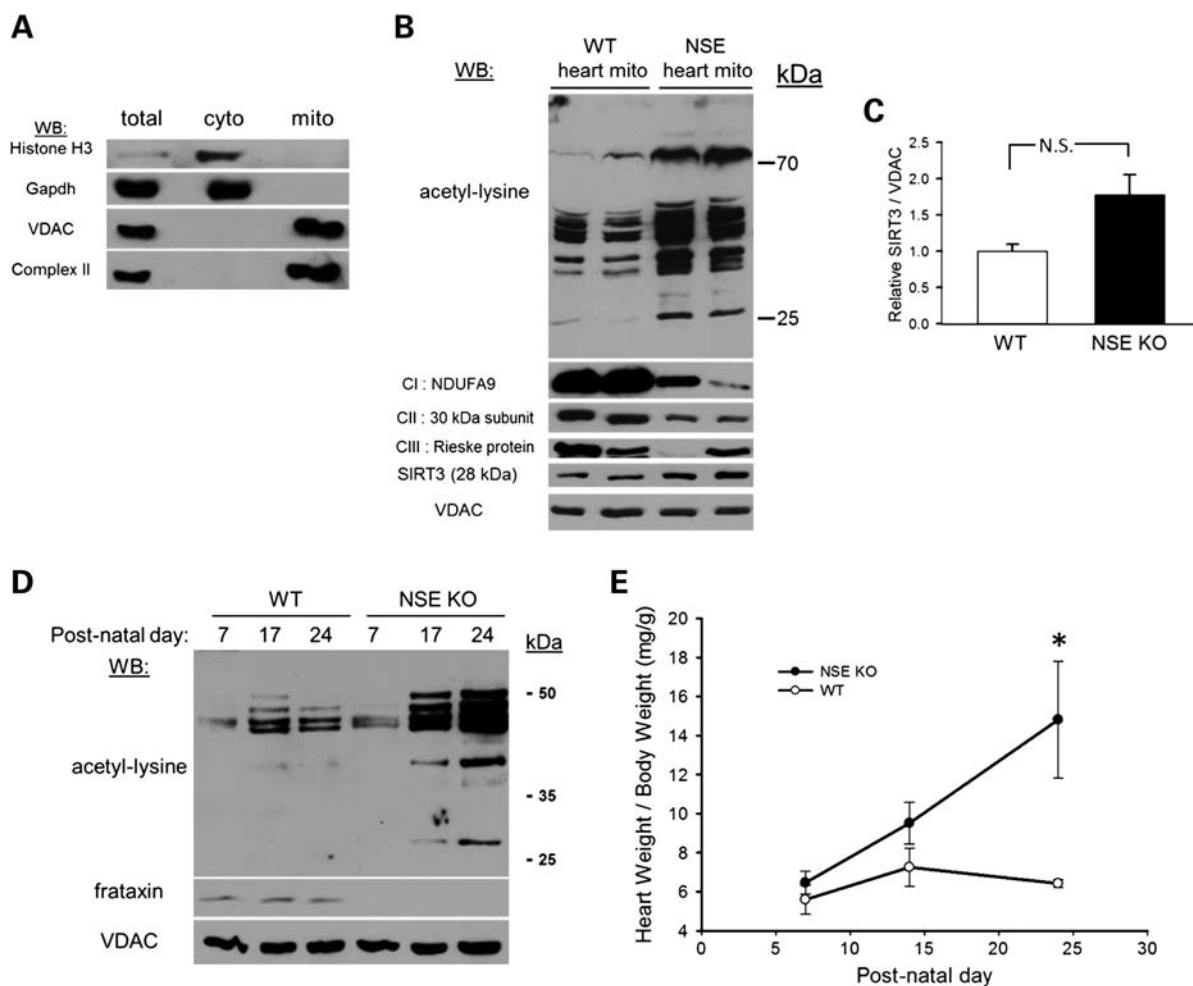 A
total cyto mito
WB:
Histone H3
Gapdh
VDAC
Complex II
B
WT NSE
WB: heart mito heart mito kDa
acetyl-lysine
70
25
CI : NDUFA9
CII : 30 kDa subunit
CIII : Rieske protein
SIRT3 (28 kDa)
VDAC
C
Relative SIRT3 / VDAC
2.5
2.0
1.5
1.0
0.5
0.0
N.S.
WT NSE KO
D
WT NSE KO
Post-natal day: 7 17 24 7 17 24 kDa
WB:
acetyl-lysine
- 50
- 35
- 25
frataxin
VDAC
E
Heart Weight / Body Weight (mg/g)
20
18
16
14
12
10
8
6
4
*
NSE KO
WT
0 5 10 15 20 25 30
Post-natal day